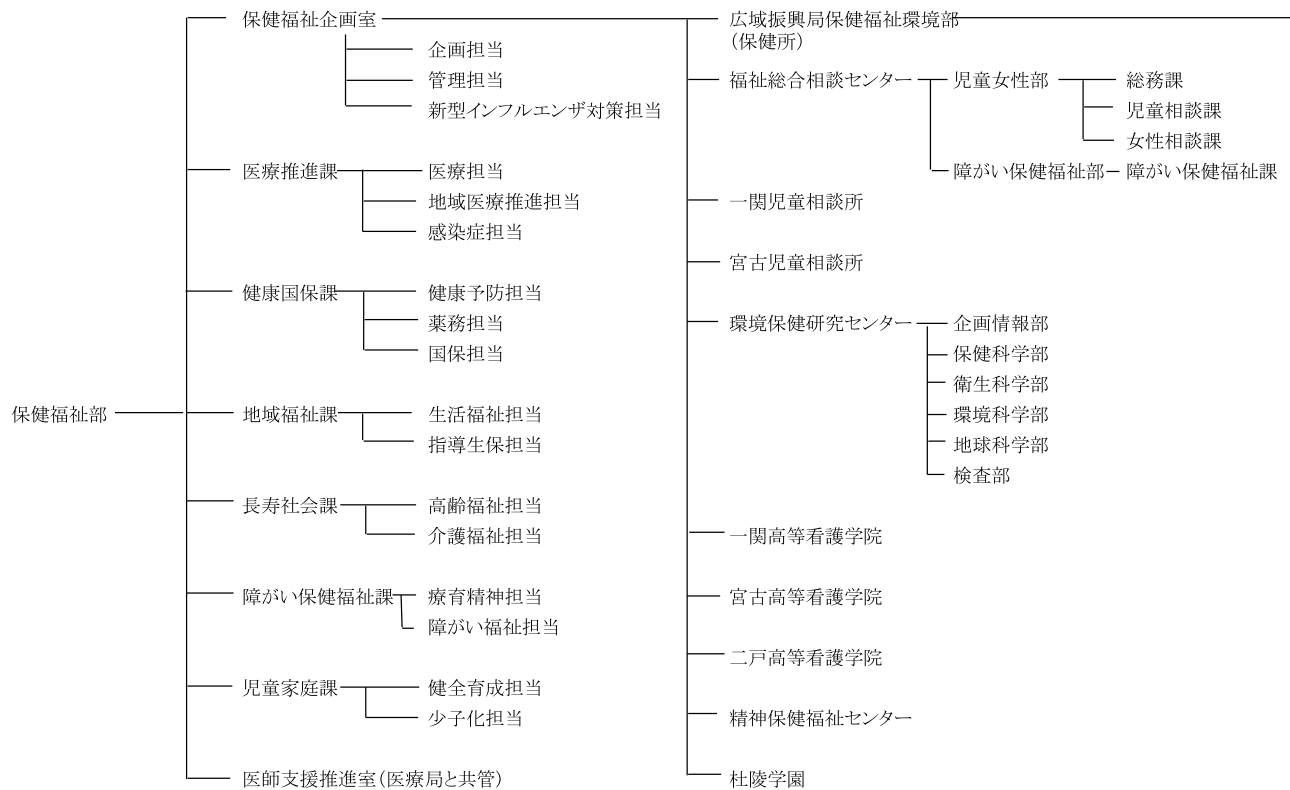 保健福祉部
保健福祉企画室
企画担当
管理担当
新型インフルエンザ対策担当
医療推進課
医療担当
地域医療推進担当
感染症担当
健康国保課
健康予防担当
薬務担当
国保担当
地域福祉課
生活福祉担当
指導生保担当
長寿社会課
高齢福祉担当
介護福祉担当
障がい保健福祉課
療育精神担当
障がい福祉担当
児童家庭課
健全育成担当
少子化担当
医師支援推進室(医療局と共管)
広域振興局保健福祉環境部
(保健所)
福祉総合相談センター
児童女性部
総務課
児童相談課
女性相談課
障がい保健福祉部
障がい保健福祉課
一関児童相談所
宮古児童相談所
環境保健研究センター
企画情報部
保健科学部
衛生科学部
環境科学部
地球科学部
検査部
一関高等看護学院
宮古高等看護学院
二戸高等看護学院
精神保健福祉センター
杜陵学園